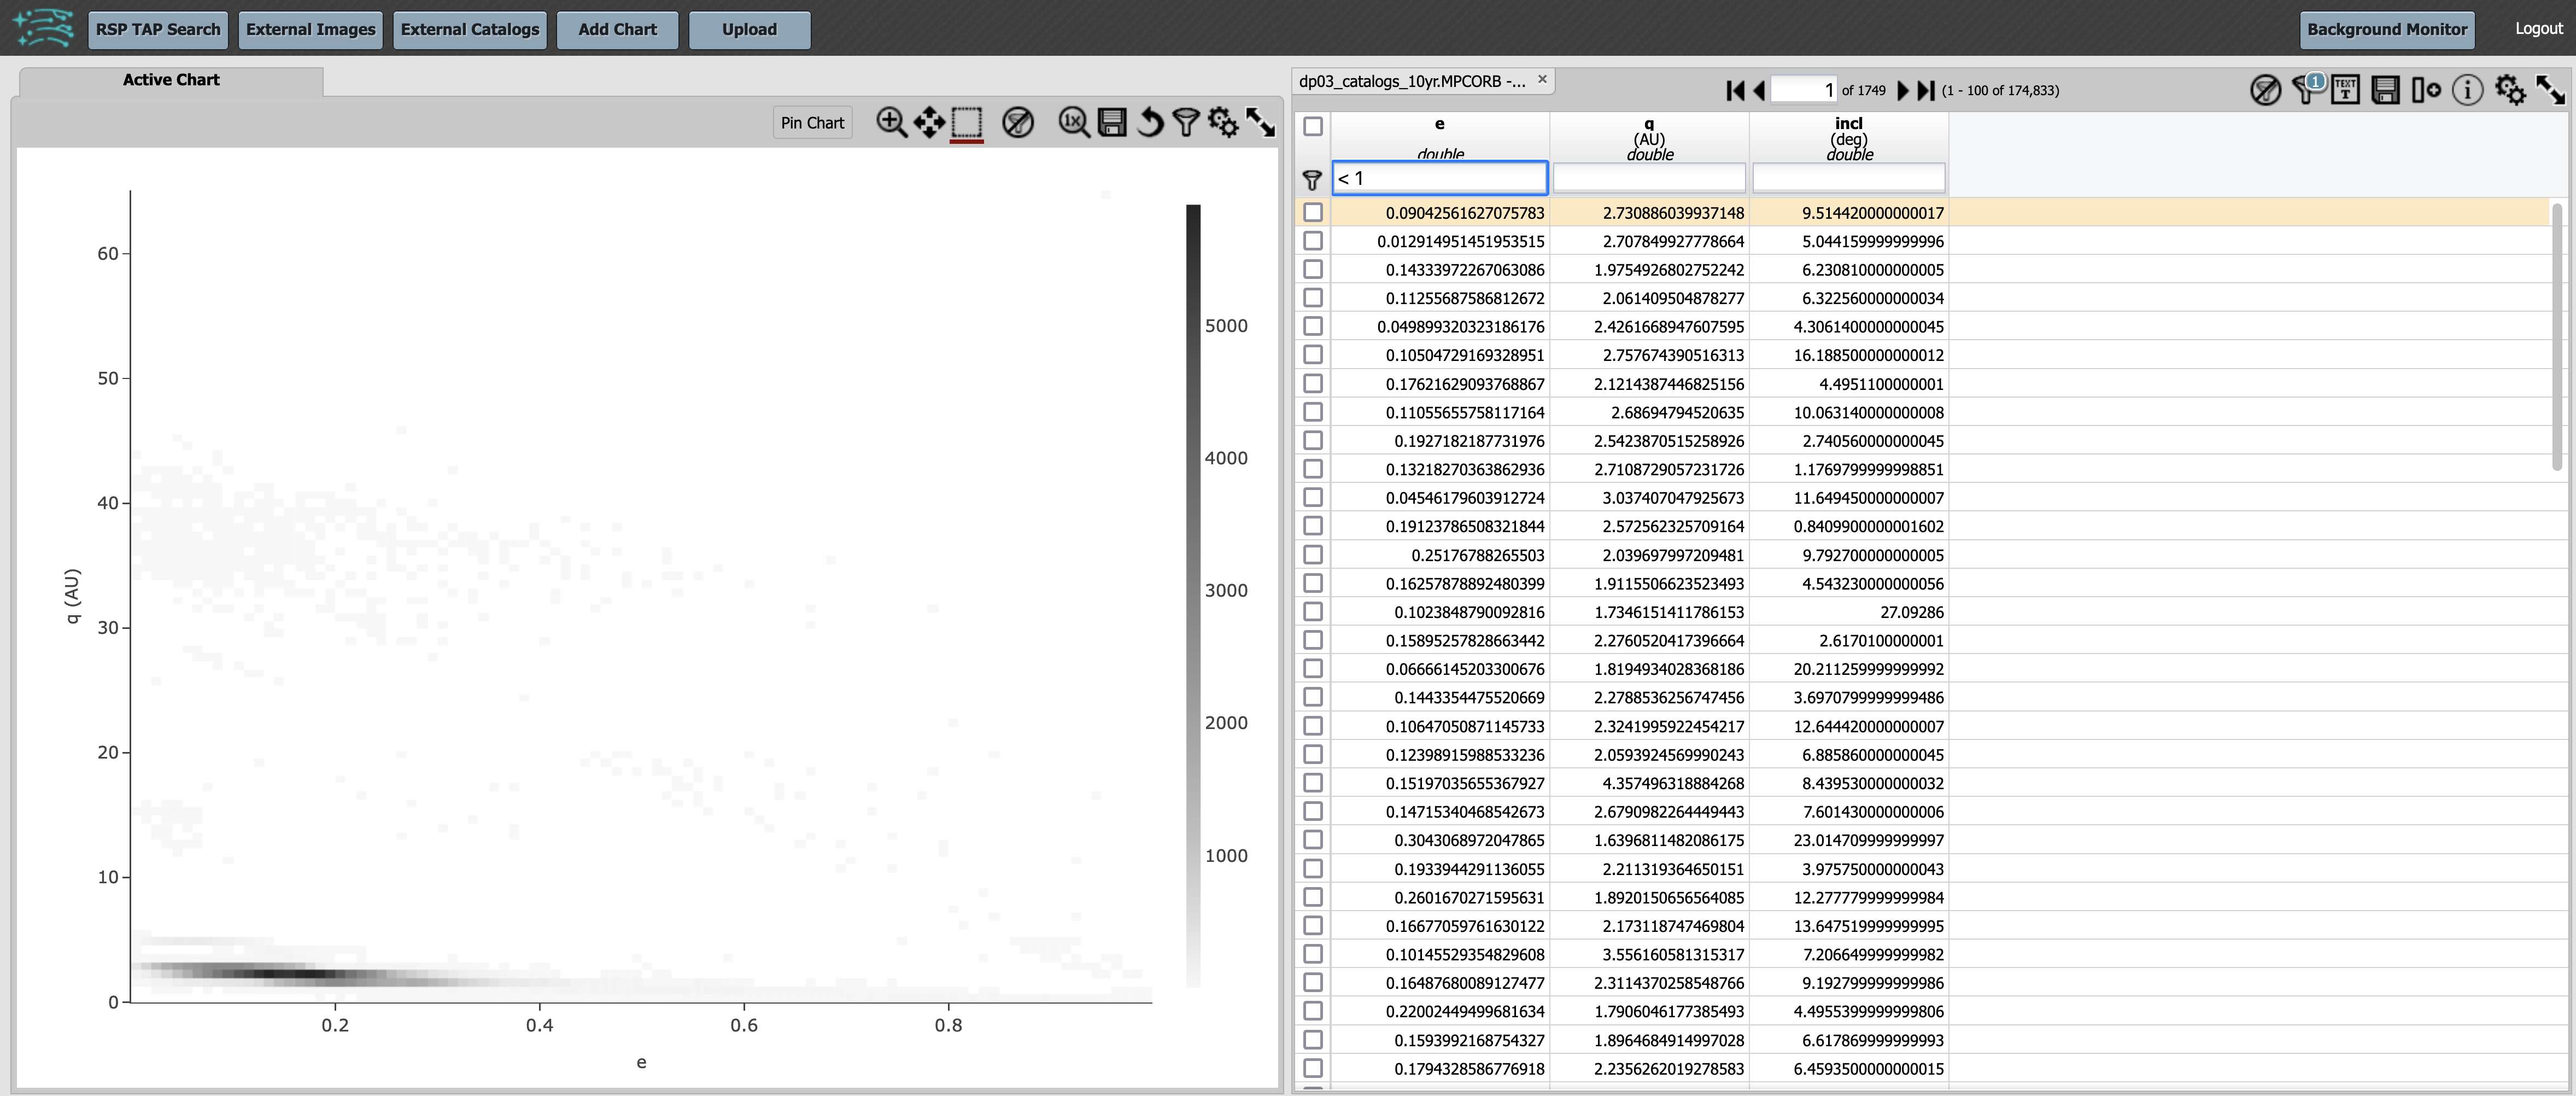 RSP TAP Search External Images External Catalogs Add Chart Upload Background Monitor Logout
Active Chart
Pin Chart 1x
60
50
40
30
20
10
0
q (AU)
0.2 0.4 0.6 0.8
e
5000
4000
3000
2000
1000
dp03_catalogs_10yr.MPCORB -... ×
1 of 1749 (1 - 100 of 174,833) 1 TEXT T i
e q incl
(AU) (deg)
double double double
< 1
0.09042561627075783 2.730886039937148 9.514420000000017
0.012914951451953515 2.707849927778664 5.044159999999996
0.14333972267063086 1.9754926802752242 6.230810000000005
0.11255687586812672 2.061409504878277 6.322560000000034
0.049899320323186176 2.4261668947607595 4.3061400000000045
0.10504729169328951 2.757674390516313 16.188500000000012
0.17621629093768867 2.1214387446825156 4.4951100000001
0.11055655758117164 2.68694794520635 10.063140000000008
0.1927182187731976 2.5423870515258926 2.740560000000045
0.13218270363862936 2.7108729057231726 1.1769799999998851
0.04546179603912724 3.037407047925673 11.649450000000007
0.19123786508321844 2.572562325709164 0.8409900000001602
0.25176788265503 2.039697997209481 9.792700000000005
0.16257878892480399 1.9115506623523493 4.543230000000056
0.1023848790092816 1.7346151411786153 27.09286
0.15895257828663442 2.2760520417396664 2.6170100000001
0.06666145203300676 1.8194934028368186 20.211259999999992
0.1443354475520669 2.2788536256747456 3.6970799999999486
0.10647050871145733 2.3241995922454217 12.644420000000007
0.12398915988533236 2.0593924569990243 6.885860000000045
0.15197035655367927 4.357496318884268 8.439530000000032
0.14715340468542673 2.6790982264449443 7.601430000000006
0.3043068972047865 1.6396811482086175 23.014709999999997
0.1933944291136055 2.211319364650151 3.975750000000043
0.2601670271595631 1.8920150656564085 12.277779999999984
0.16677059761630122 2.173118747469804 13.647519999999995
0.10145529354829608 3.556160581315317 7.206649999999982
0.16487680089127477 2.3114370258548766 9.192799999999986
0.22002449499681634 1.7906046177385493 4.4955399999999806
0.1593992168754327 1.8964684914997028 6.617869999999993
0.1794328586776918 2.2356262019278583 6.4593500000000015